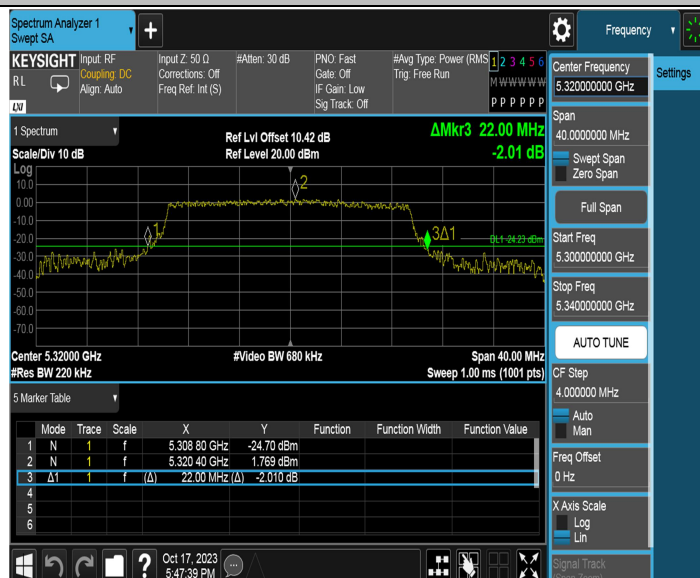 Spectrum Analyzer 1
Swept SA
+
Frequency
KEYSIGHT
Input: RF
Input Z: 50 Ω
#Atten: 30 dB
PNO: Fast
#Avg Type: Power (RMS
1 2 3 4 5 6
RL
Coupling: DC
Corrections: Off
Gate: Off
Trig: Free Run
Align: Auto
Freq Ref: Int (S)
IF Gain: Low
M W W W W W
Sig Track: Off
P P P P P P
LXI
Center Frequency
5.320000000 GHz
Settings
Span
40.0000000 MHz
Swept Span
Zero Span
Full Span
Start Freq
5.300000000 GHz
Stop Freq
5.340000000 GHz
AUTO TUNE
CF Step
4.000000 MHz
Auto
Man
Freq Offset
0 Hz
X Axis Scale
Log
Lin
Signal Track
1 Spectrum
Scale/Div 10 dB
Ref Lvl Offset 10.42 dB
Ref Level 20.00 dBm
ΔMkr3 22.00 MHz
-2.01 dB
Log
10.0
0.00
-10.0
-20.0
-30.0
-40.0
-50.0
-60.0
-70.0
1
2
3Δ1
DL1 -24.23 dBm
Center 5.32000 GHz
#Video BW 680 kHz
Span 40.00 MHz
#Res BW 220 kHz
Sweep 1.00 ms (1001 pts)
5 Marker Table
Mode Trace Scale X Y Function Function Width Function Value
1 N 1 f 5.308 80 GHz -24.70 dBm
2 N 1 f 5.320 40 GHz 1.769 dBm
3 Δ1 1 f (Δ) 22.00 MHz (Δ) -2.010 dB
4
5
6
?
Oct 17, 2023
5:47:39 PM